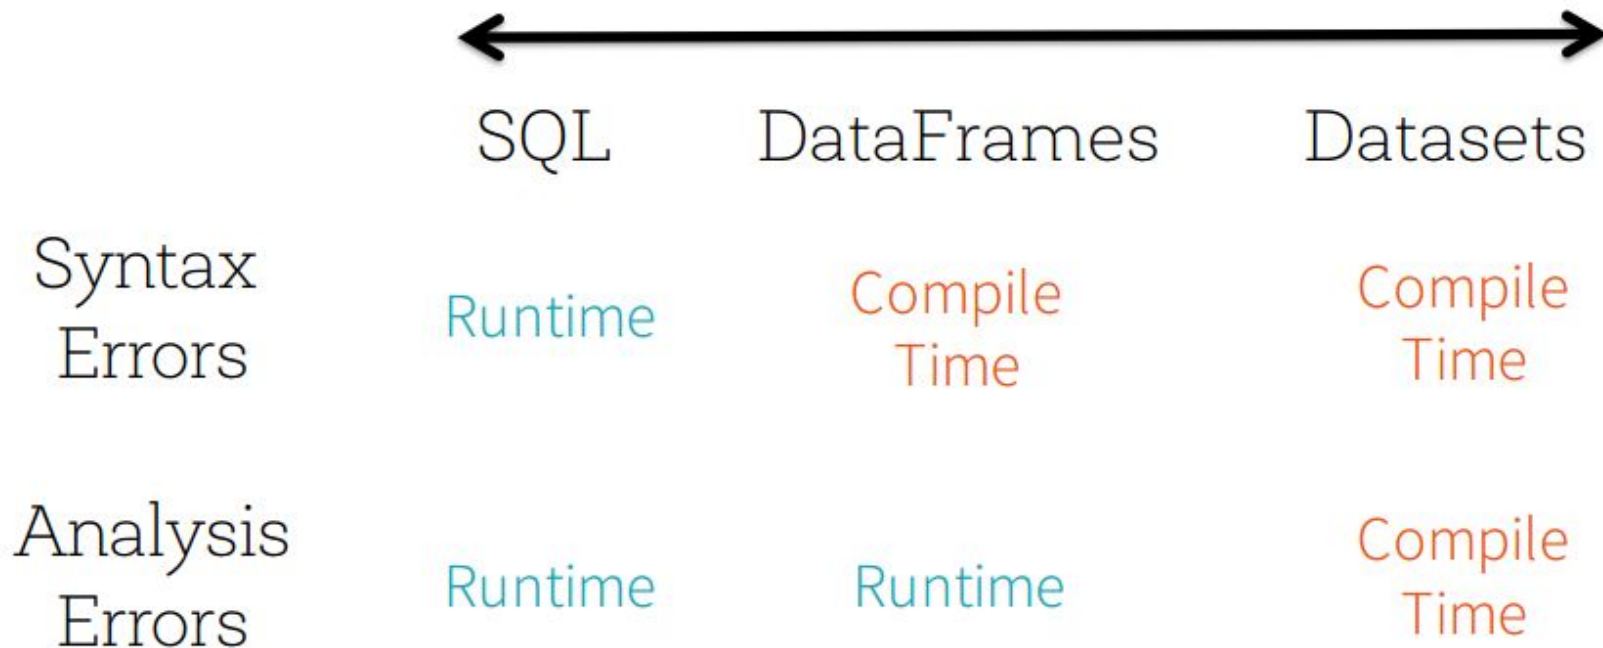 SQL DataFrames Datasets
Syntax
Errors
Runtime
Compile
Time
Compile
Time
Analysis
Errors
Runtime
Runtime
Compile
Time